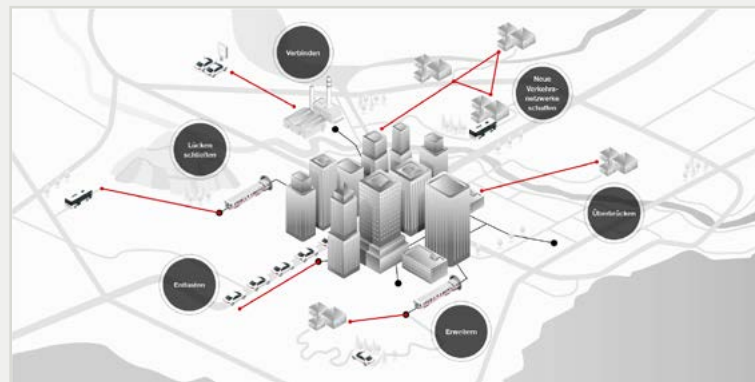 Verbinden
Neue
Verkehrs-
netzwerke
schaffen
Lücken
schließen
Überbrücken
Entlasten
Erweitern